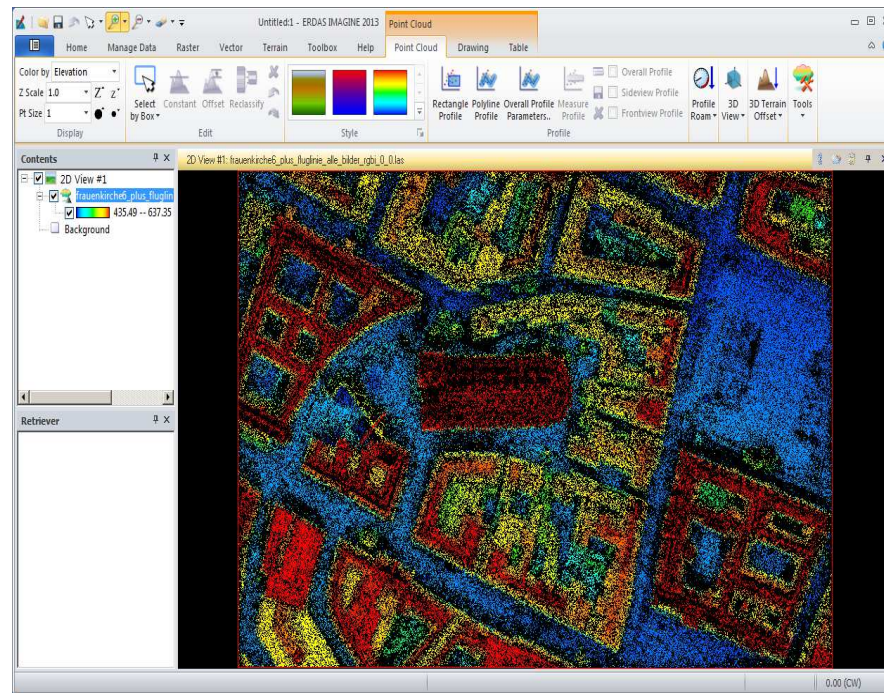 Untitled:1 - ERDAS IMAGINE 2013
Point Cloud
Home Manage Data Raster Vector Terrain Toolbox Help Point Cloud Drawing Table
Color by Elevation
Z Scale 1.0
Pt Size 1
Display
Select by Box
Constant
Offset
Reclassify
Edit
Style
Rectangle Profile
Polyline Profile
Overall Profile Parameters..
Measure Profile
Overall Profile
Sideview Profile
Frontview Profile
Profile
Profile Roam
3D View
3D Terrain Offset
Tools
Contents
2D View #1: frauenkirche6_plus_fluglinie_alle_bilder_rgbi_0_0.las
2D View #1
frauenkirche6_plus_fluglin
435.49 -- 637.35
Background
Retriever
0.00 (CW)